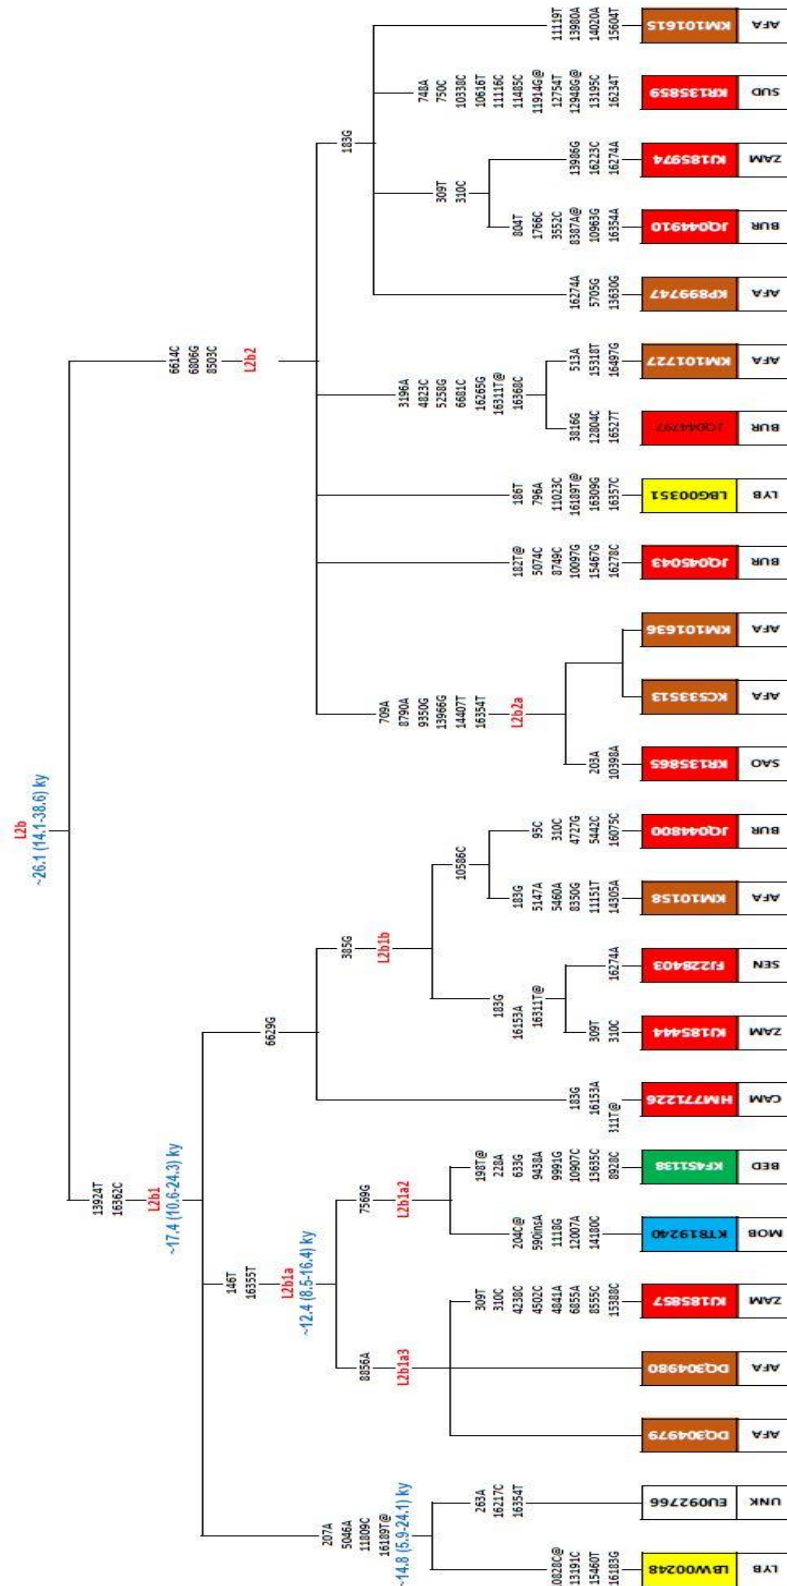 L2b
~26.1 (14.1-38.6) ky
6614C
6806G
8503C
L2b2
183G
11119T
13980A
14020A
15604T
KM101615
AFA
748A
750C
10338C
10616T
11116C
11485C
11914G@
12754T
12948G@
13195C
16234T
KR135859
SUD
309T
310C
13986G
16223C
16274A
KJ185974
ZAM
804T
1766C
3552C
8387A@
10963G
16354A
JQ044910
BUR
16274A
5705G
13630G
KP899747
AFA
3196A
4823C
5258G
6681C
16265G
16311T@
16368C
513A
15318T
16497G
KM101727
AFA
3816G
12804C
16527T
JQ044797
BUR
186T
796A
11023C
16189T@
16309G
16357C
LBG00351
LYB
182T@
5074C
8749C
10097G
15467G
16278C
JQ045043
BUR
709A
8790A
9350G
13966G
14407T
16354T
L2b2a
KM101636
AFA
KC533513
AFA
203A
10398A
KR135865
SAO
13924T
16362C
L2b1
~17.4 (10.6-24.3) ky
6629G
385G
L2b1b
10586C
95C
310C
4727G
5442C
16075C
JQ044800
BUR
183G
5147A
5460A
8350G
11151T
14305A
KM10158
AFA
183G
16153A
16311T@
16274A
FJ228403
SEN
309T
310C
KJ185444
ZAM
183G
16153A
311T@
HM771226
CAM
146T
16355T
L2b1a
~12.4 (8.5-16.4) ky
7569G
L2b1a2
198T@
228A
633G
9438A
9991G
10907C
13635C
8928C
KF451138
BED
204C@
590insA
1118G
12007A
14180C
KT819240
MOB
8856A
L2b1a3
309T
310C
4238C
4502C
4841A
6855A
8555C
15388C
KJ185857
ZAM
DQ304980
AFA
DQ304979
AFA
207A
5046A
11809C
16189T@
~14.8 (5.9-24.1) ky
263A
16217C
16354T
EU092766
UNK
10828C@
13191C
15460T
16183G
LBW00248
LYB